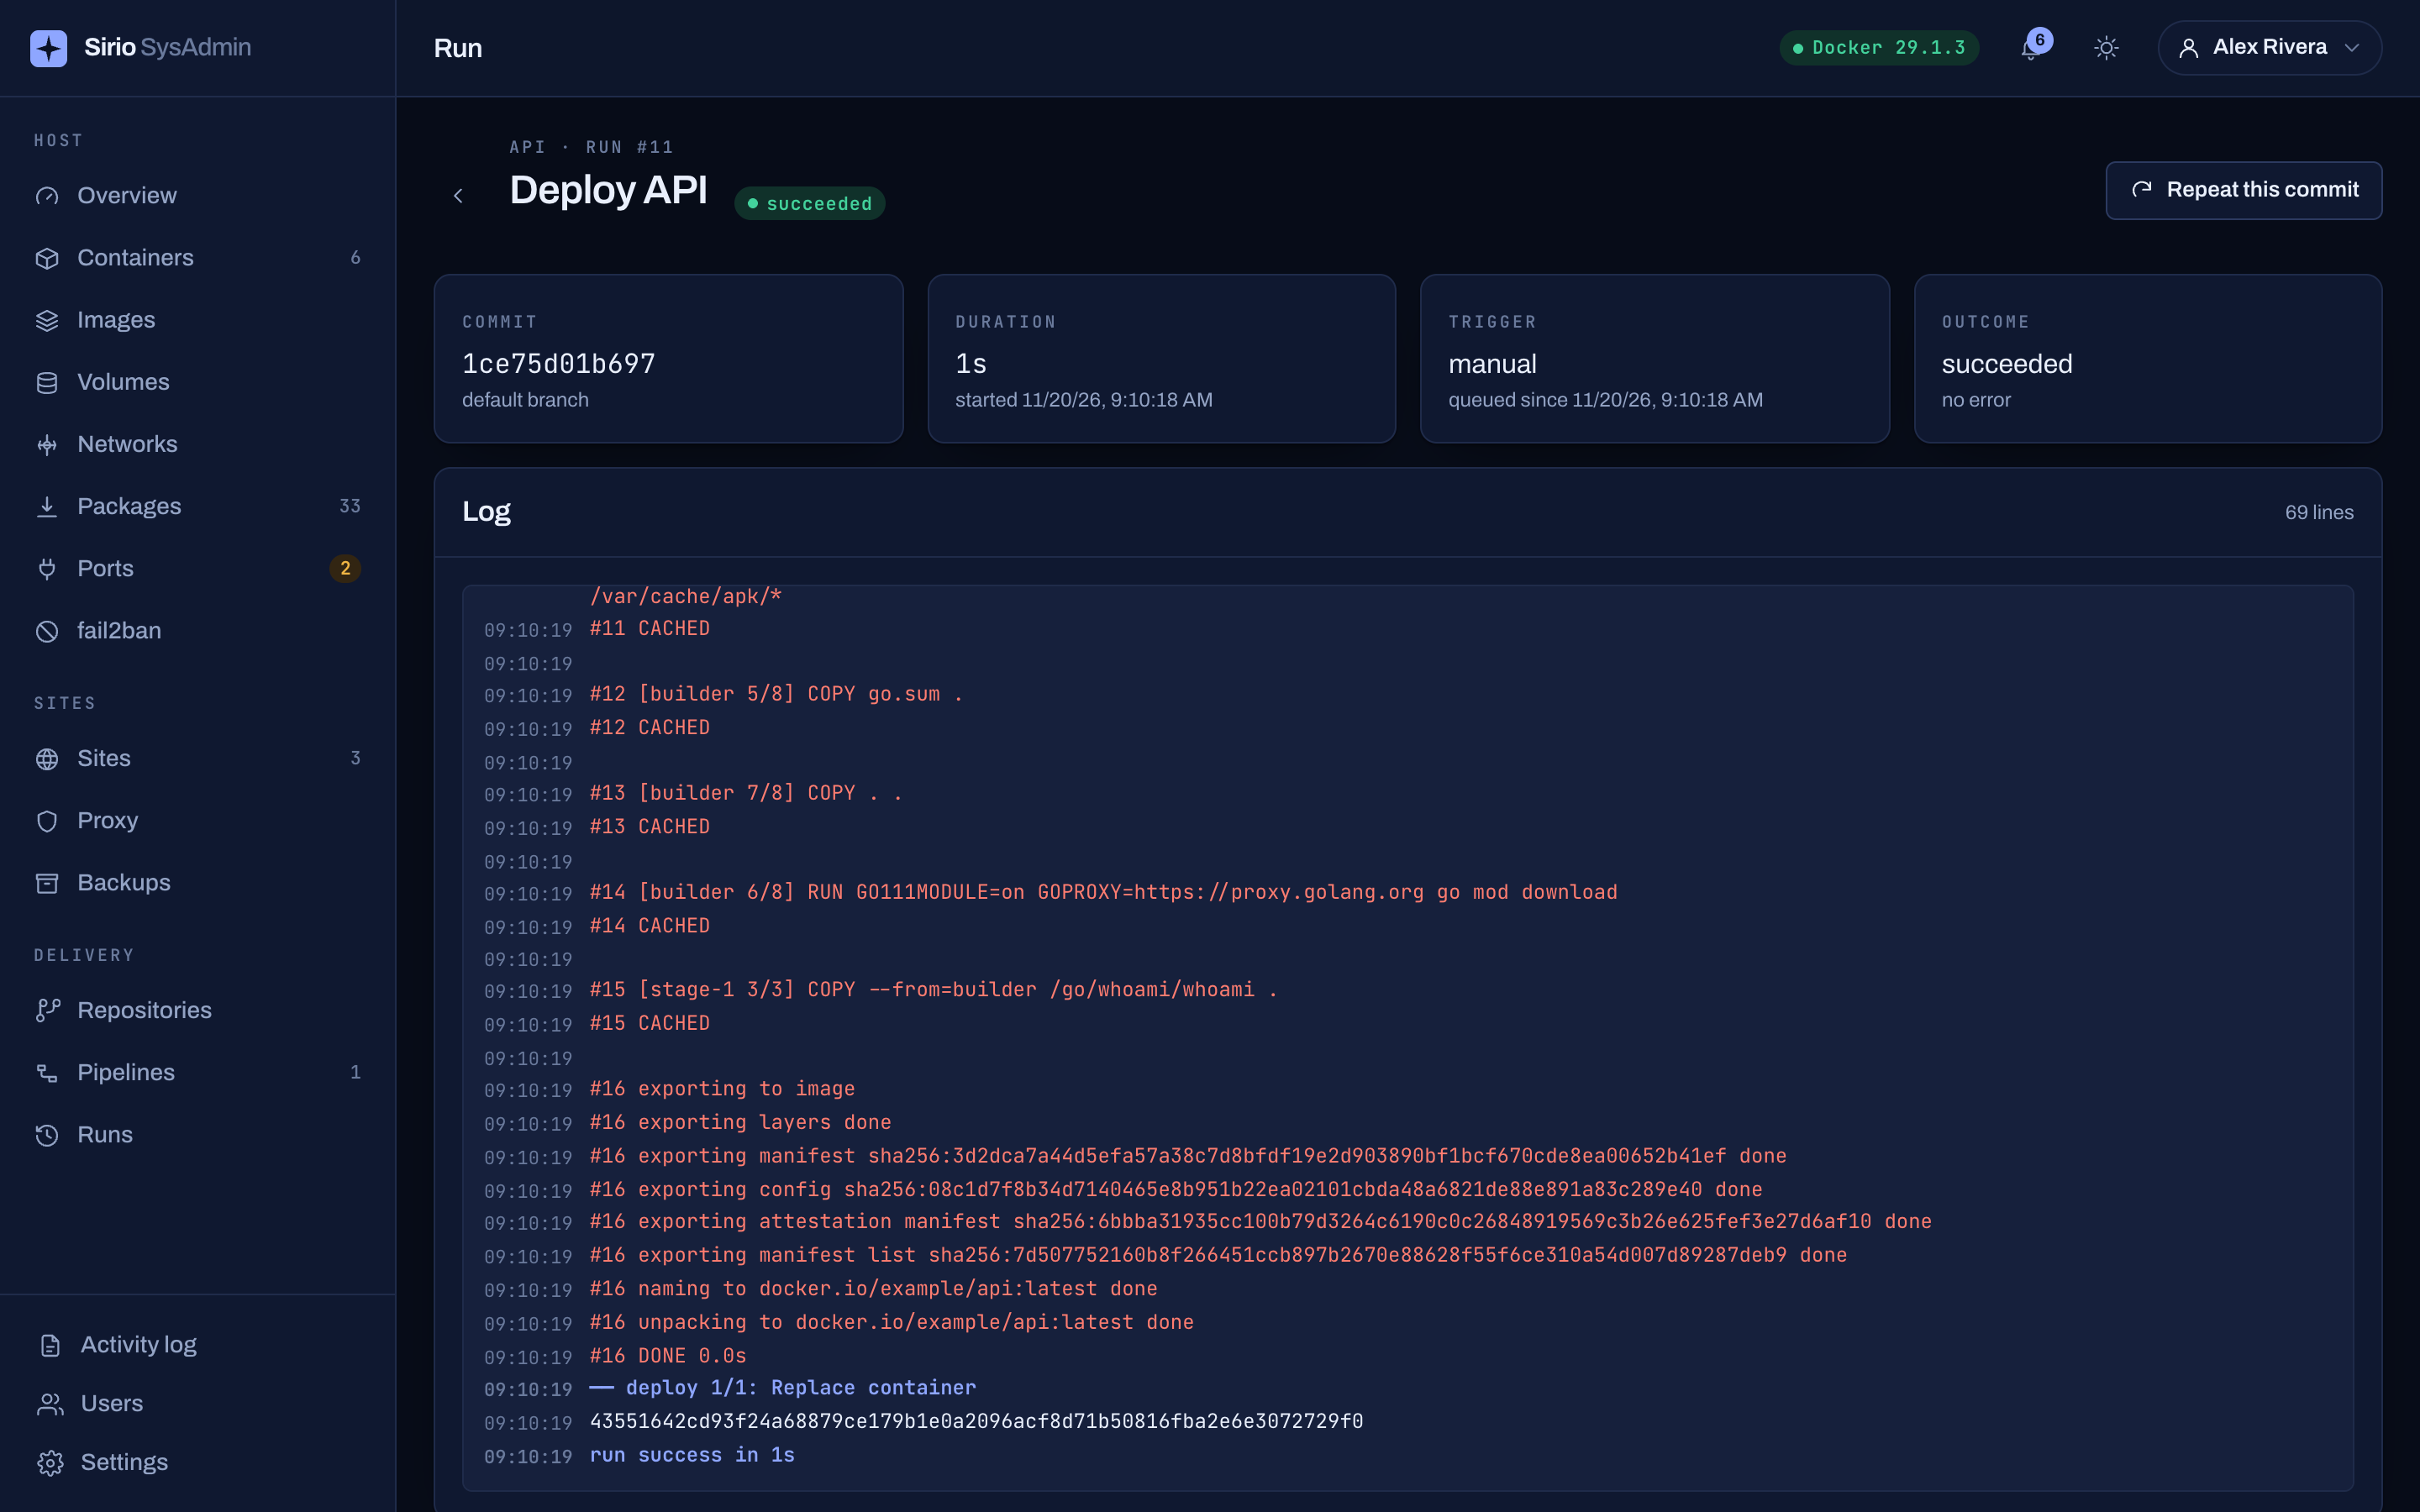 Sirio SysAdmin
Run
Docker 29.1.3
6
Alex Rivera
HOST
Overview
Containers 6
Images
Volumes
Networks
Packages 33
Ports 2
fail2ban
SITES
Sites 3
Proxy
Backups
DELIVERY
Repositories
Pipelines 1
Runs
Activity log
Users
Settings
API · RUN #11
Deploy API
succeeded
Repeat this commit
COMMIT
1ce75d01b697
default branch
DURATION
1s
started 11/20/26, 9:10:18 AM
TRIGGER
manual
queued since 11/20/26, 9:10:18 AM
OUTCOME
succeeded
no error
Log
69 lines
/var/cache/apk/*
09:10:19 #11 CACHED
09:10:19
09:10:19 #12 [builder 5/8] COPY go.sum .
09:10:19 #12 CACHED
09:10:19
09:10:19 #13 [builder 7/8] COPY . .
09:10:19 #13 CACHED
09:10:19
09:10:19 #14 [builder 6/8] RUN GO111MODULE=on GOPROXY=https://proxy.golang.org go mod download
09:10:19 #14 CACHED
09:10:19
09:10:19 #15 [stage-1 3/3] COPY --from=builder /go/whoami/whoami .
09:10:19 #15 CACHED
09:10:19
09:10:19 #16 exporting to image
09:10:19 #16 exporting layers done
09:10:19 #16 exporting manifest sha256:3d2dca7a44d5efa57a38c7d8bfdf19e2d903890bf1bcf670cde8ea00652b41ef done
09:10:19 #16 exporting config sha256:08c1d7f8b34d7140465e8b951b22ea02101cbda48a6821de88e891a83c289e40 done
09:10:19 #16 exporting attestation manifest sha256:6bbba31935cc100b79d3264c6190c0c26848919569c3b26e625fef3e27d6af10 done
09:10:19 #16 exporting manifest list sha256:7d507752160b8f266451ccb897b2670e88628f55f6ce310a54d007d89287deb9 done
09:10:19 #16 naming to docker.io/example/api:latest done
09:10:19 #16 unpacking to docker.io/example/api:latest done
09:10:19 #16 DONE 0.0s
09:10:19 —— deploy 1/1: Replace container
09:10:19 43551642cd93f24a68879ce179b1e0a2096acf8d71b50816fba2e6e3072729f0
09:10:19 run success in 1s